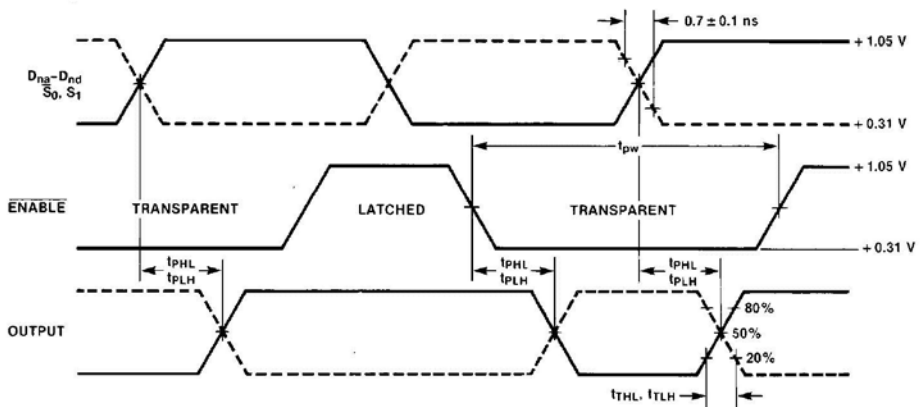 0.7 ± 0.1 ns
+ 1.05 V
Dna–Dnd
S̅0, S1
+ 0.31 V
tpw
+ 1.05 V
E̅N̅A̅B̅L̅E̅
TRANSPARENT
LATCHED
TRANSPARENT
+ 0.31 V
tPHL
tPLH
tPHL
tPLH
tPHL
tPLH
OUTPUT
80%
50%
20%
tTHL, tTLH